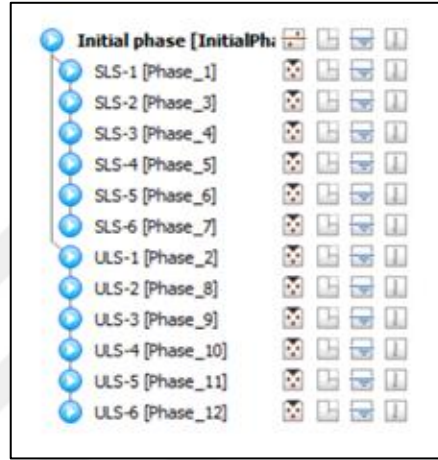 Initial phase [InitialPha
SLS-1 [Phase_1]
SLS-2 [Phase_3]
SLS-3 [Phase_4]
SLS-4 [Phase_5]
SLS-5 [Phase_6]
SLS-6 [Phase_7]
ULS-1 [Phase_2]
ULS-2 [Phase_8]
ULS-3 [Phase_9]
ULS-4 [Phase_10]
ULS-5 [Phase_11]
ULS-6 [Phase_12]